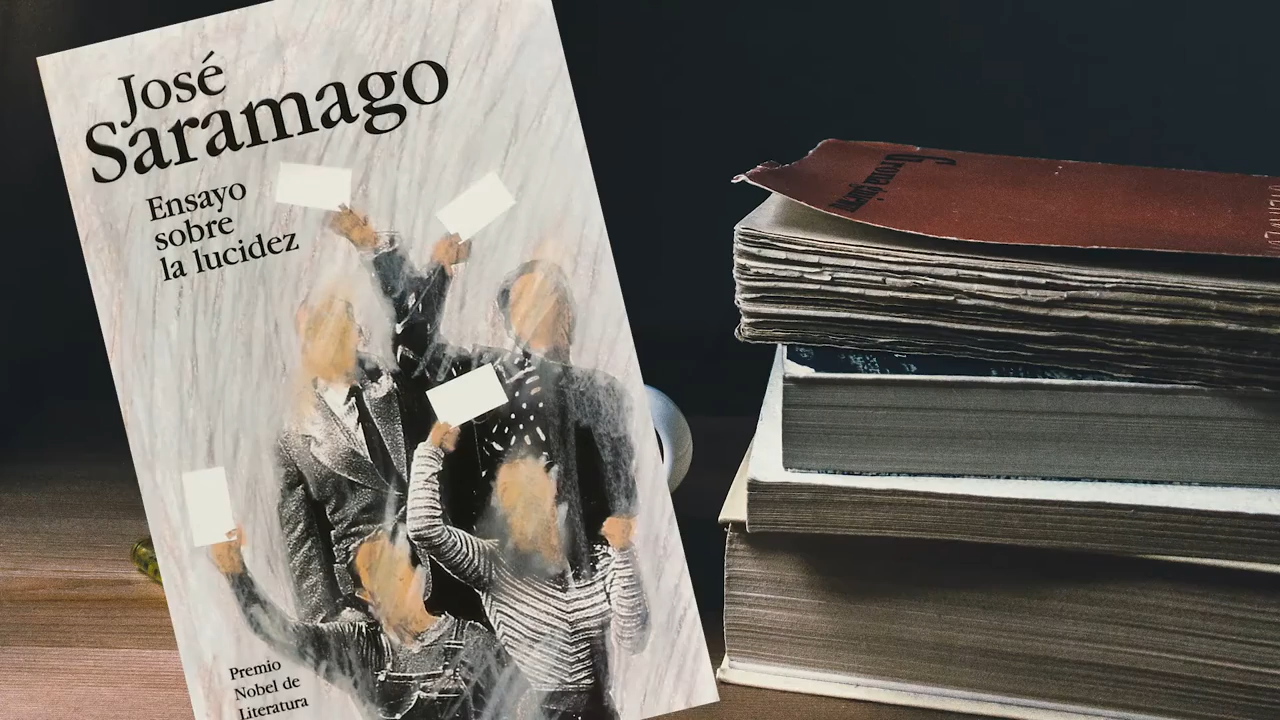 José
Saramago
Ensayo
sobre
la lucidez
Premio
Nobel de
Literatura